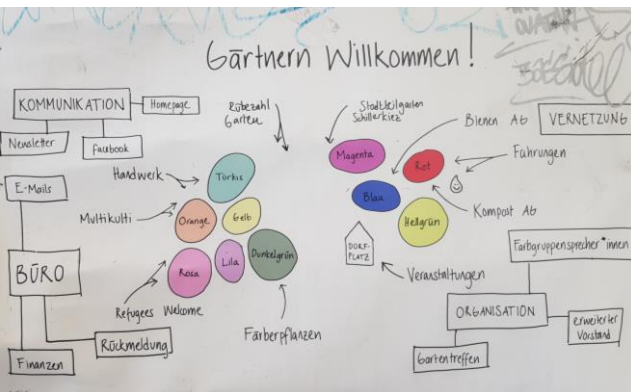 Gärtnern Willkommen!
KOMMUNIKATION
Homepage
Newsletter
Facebook
Rübezahl
Garten
Stadtteilgarten
Schillerkiez
Bienen AG
VERNETZUNG
E-Mails
Handwerk
Türkis
Magenta
Rot
Führungen
Multikulti
Orange
Gelb
Blau
Kompost AG
BÜRO
Rosa
Lila
Dunkelgrün
Hellgrün
DORF-
PLATZ
Farbgruppensprecher*innen
Veranstaltungen
Refugees Welcome
Färberpflanzen
ORGANISATION
erweiterter
Vorstand
Finanzen
Rückmeldung
Gartentreffen